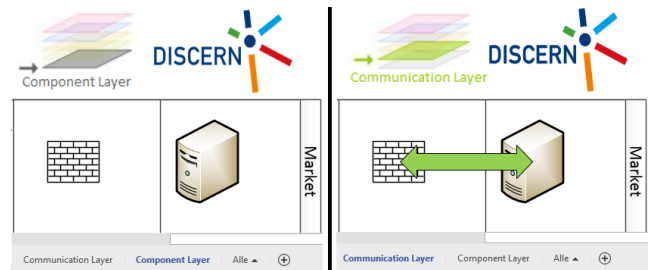 DISCERN
Component Layer
Market
Communication Layer Component Layer Alle
DISCERN
Communication Layer
Market
Communication Layer Component Layer Alle